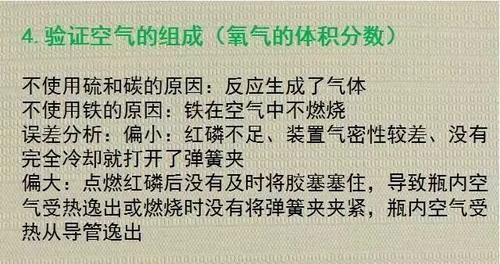 4.验证空气的组成（氧气的体积分数）
不使用硫和碳的原因：反应生成了气体
不使用铁的原因：铁在空气中不燃烧
误差分析：偏小：红磷不足、装置气密性较差、没有
完全冷却就打开了弹簧夹
偏大：点燃红磷后没有及时将胶塞塞住，导致瓶内空
气受热逸出或燃烧时没有将弹簧夹夹紧，瓶内空气受
热从导管逸出